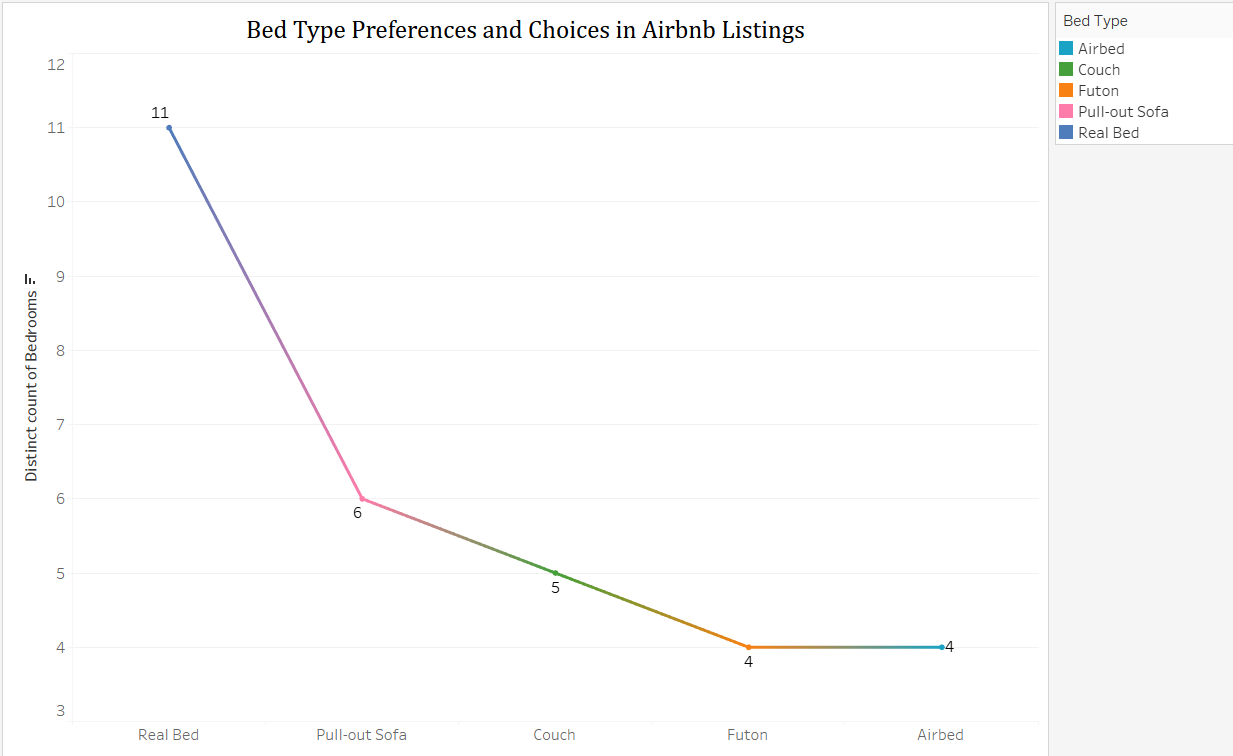 Bed Type Preferences and Choices in Airbnb Listings
Bed Type
Airbed
Couch
Futon
Pull-out Sofa
Real Bed
Distinct count of Bedrooms
12
11
10
9
8
7
6
5
4
3
11
6
5
4
4
Real Bed
Pull-out Sofa
Couch
Futon
Airbed